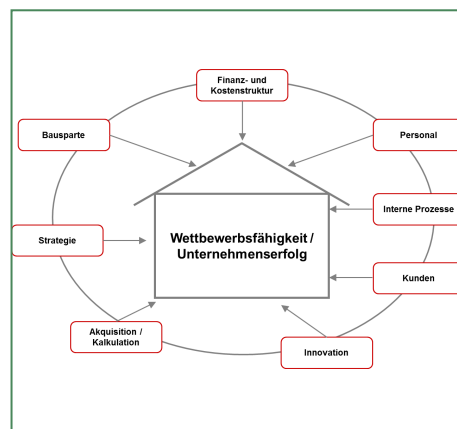 Finanz- und
Kostenstruktur
Bausparte
Personal
Interne Prozesse
Strategie
Wettbewerbsfähigkeit /
Unternehmenserfolg
Kunden
Akquisition /
Kalkulation
Innovation